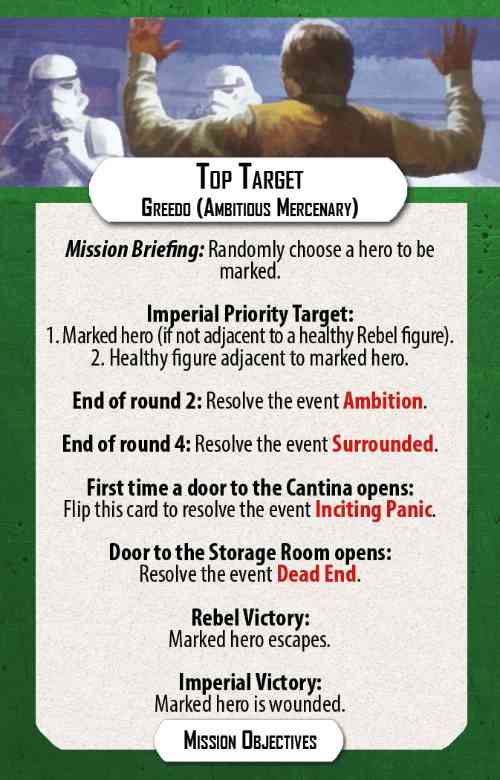 Top Target
Greedo (Ambitious Mercenary)
Mission Briefing: Randomly choose a hero to be
marked.
Imperial Priority Target:
1. Marked hero (if not adjacent to a healthy Rebel figure).
2. Healthy figure adjacent to marked hero.
End of round 2: Resolve the event Ambition.
End of round 4: Resolve the event Surrounded.
First time a door to the Cantina opens:
Flip this card to resolve the event Inciting Panic.
Door to the Storage Room opens:
Resolve the event Dead End.
Rebel Victory:
Marked hero escapes.
Imperial Victory:
Marked hero is wounded.
Mission Objectives